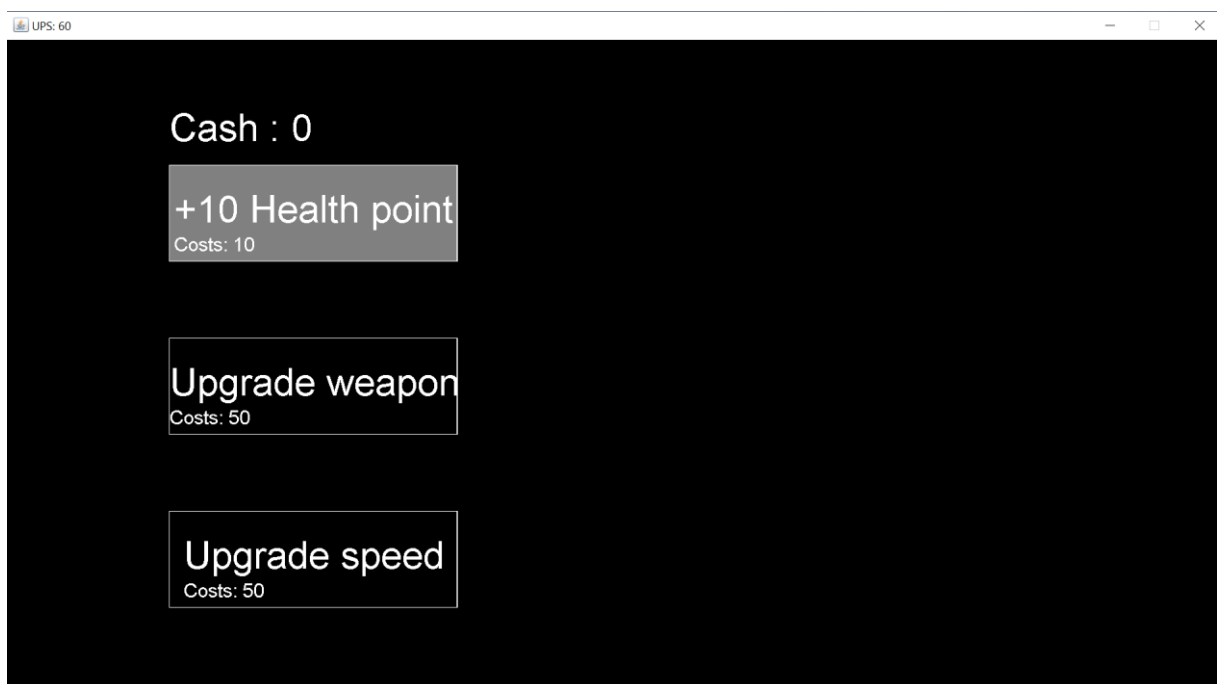 UPS: 60
Cash : 0
+10 Health point
Costs: 10
Upgrade weapon
Costs: 50
Upgrade speed
Costs: 50